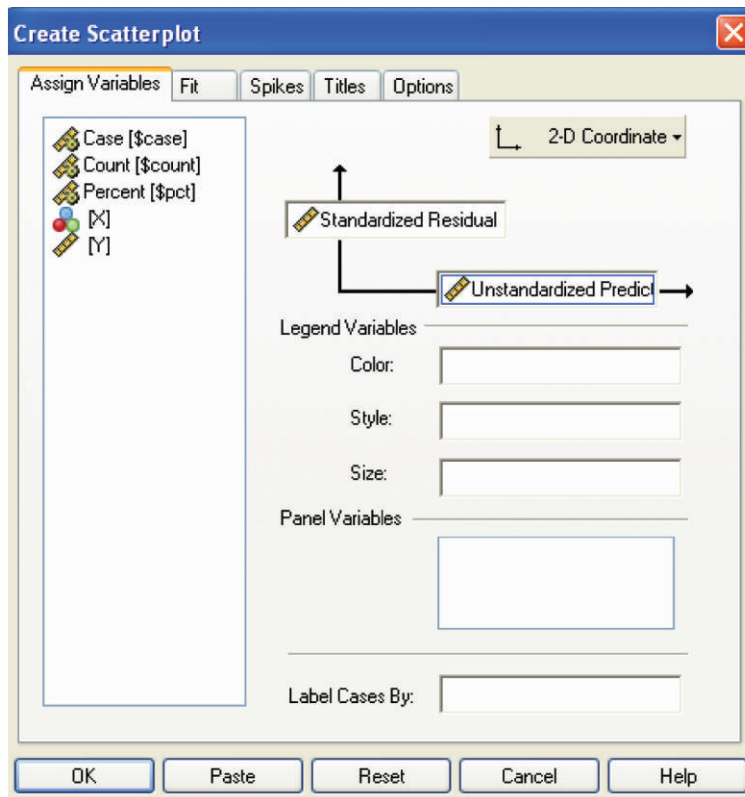 Create Scatterplot
Assign Variables Fit Spikes Titles Options
Case [$case]
Count [$count]
Percent [$pct]
[X]
[Y]
2-D Coordinate
Standardized Residual
Unstandardized Predict
Legend Variables
Color:
Style:
Size:
Panel Variables
Label Cases By:
OK Paste Reset Cancel Help